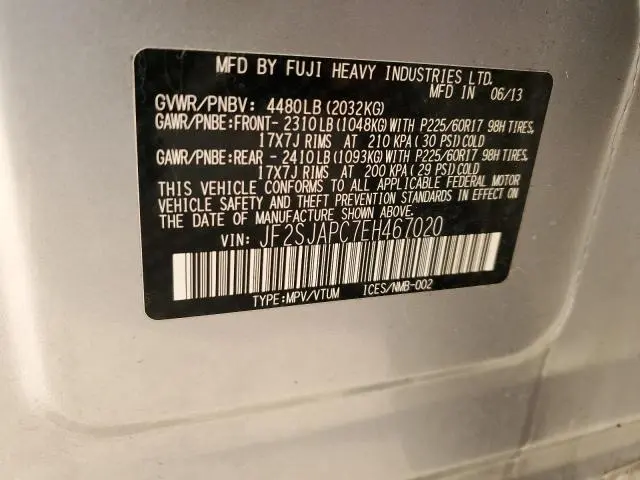 MFD BY FUJI HEAVY INDUSTRIES LTD.
MFD IN 06/13
GVWR/PNBV: 4480LB(2032KG)
GAWR/PNBE:FRONT- 2310LB(1048KG)WITH P225/60R17 98H TIRES,
17X7J RIMS AT 210 KPA( 30 PSI)COLD
GAWR/PNBE:REAR - 2410LB(1093KG)WITH P225/60R17 98H TIRES,
17X7J RIMS AT 200 KPA( 29 PSI)COLD
THIS VEHICLE CONFORMS TO ALL APPLICABLE FEDERAL MOTOR
VEHICLE SAFETY AND THEFT PREVENTION STANDARDS IN EFFECT
ON THE DATE OF MANUFACTURE SHOWN ABOVE.
VIN: JF2SJAPC7EH467020
TYPE:MPV/VTUM ICES/NMB-002